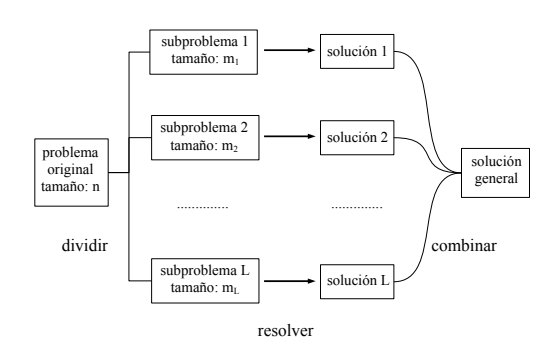 subproblema 1
tamaño: m₁
solución 1
subproblema 2
tamaño: m₂
solución 2
problema
original
tamaño: n
solución
general
dividir
combinar
subproblema L
tamaño: mL
solución L
resolver